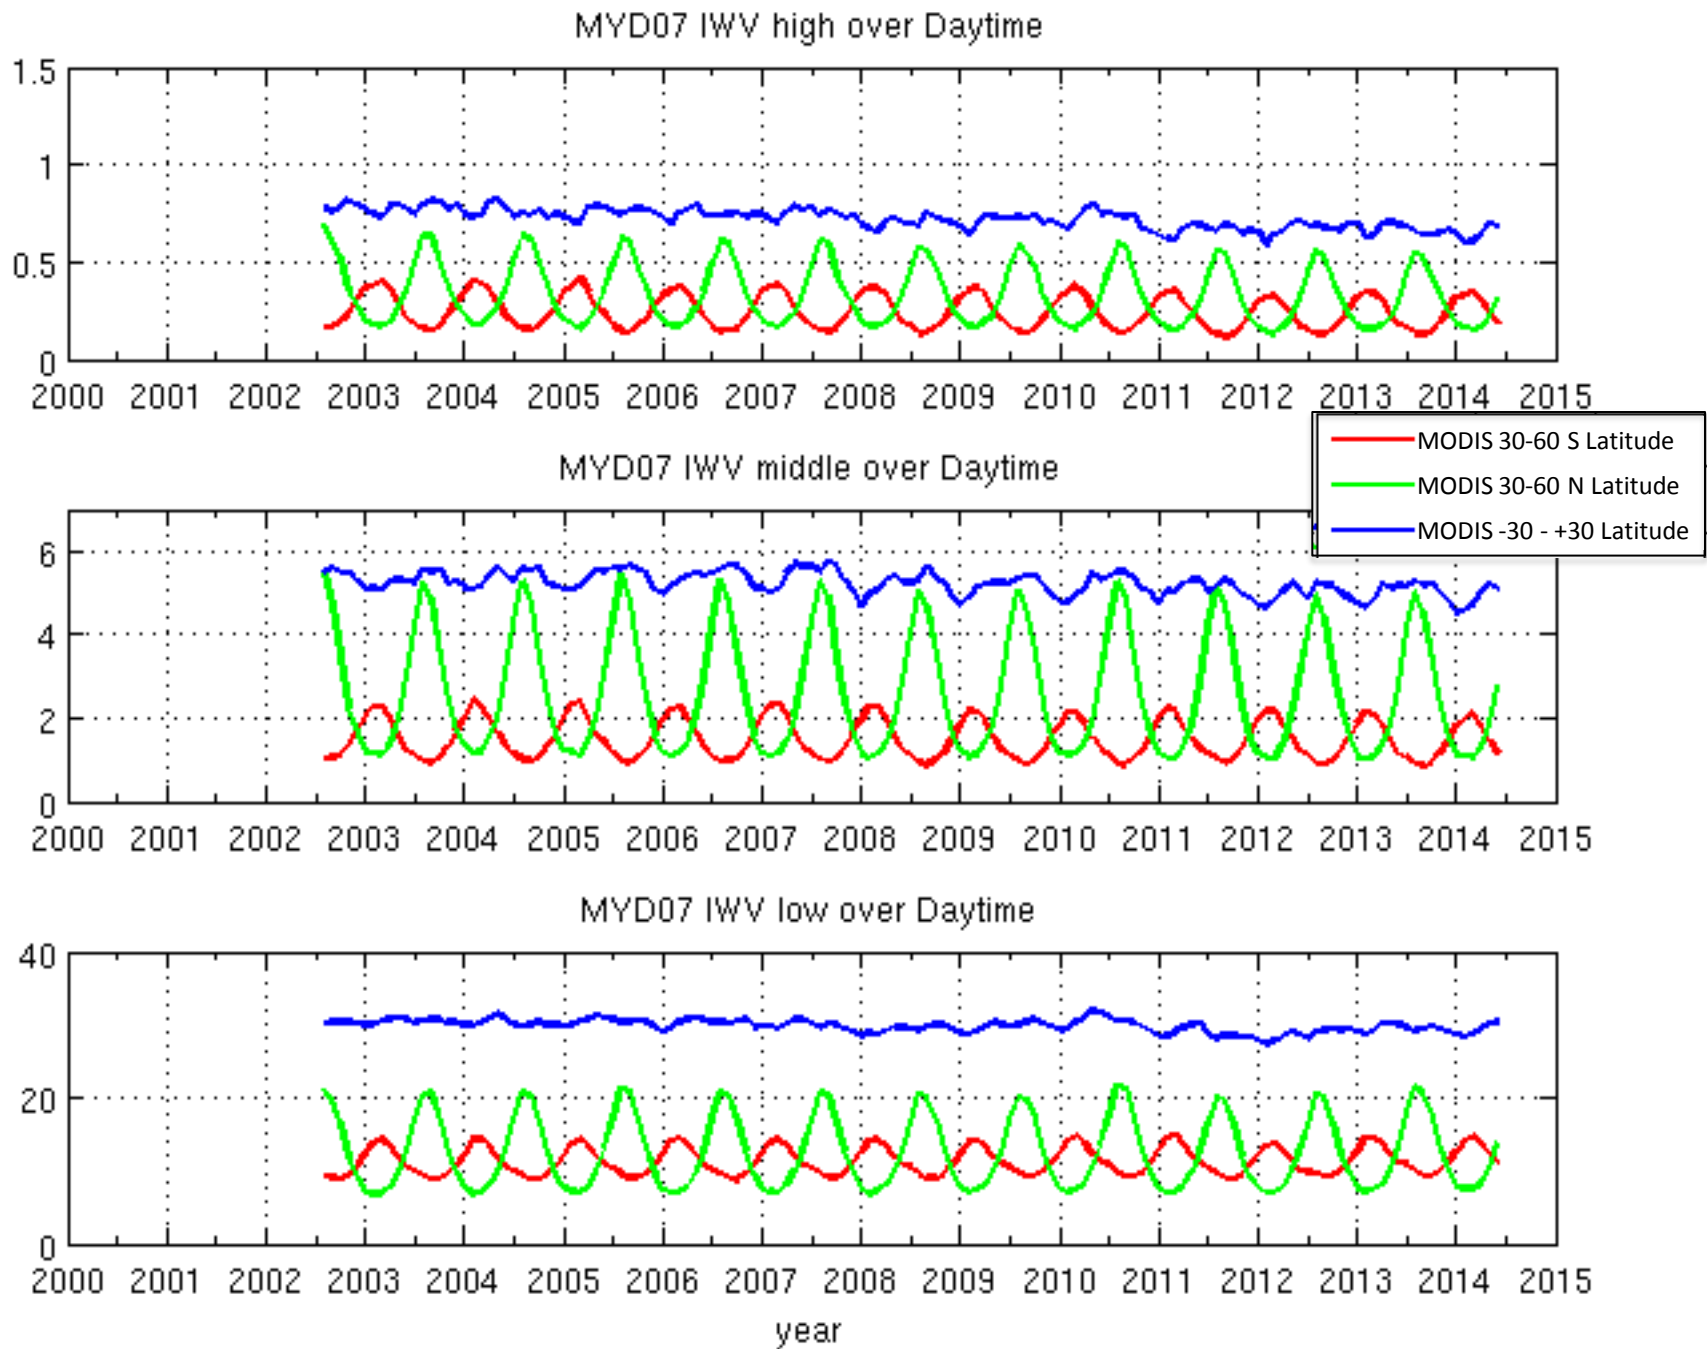 MYD07 IWV high over Daytime
1.5
1
0.5
0
2000 2001 2002 2003 2004 2005 2006 2007 2008 2009 2010 2011 2012 2013 2014 2015
MODIS 30-60 S Latitude
MODIS 30-60 N Latitude
MODIS -30 - +30 Latitude
MYD07 IWV middle over Daytime
6
4
2
0
2000 2001 2002 2003 2004 2005 2006 2007 2008 2009 2010 2011 2012 2013 2014 2015
MYD07 IWV low over Daytime
40
20
0
2000 2001 2002 2003 2004 2005 2006 2007 2008 2009 2010 2011 2012 2013 2014 2015
year